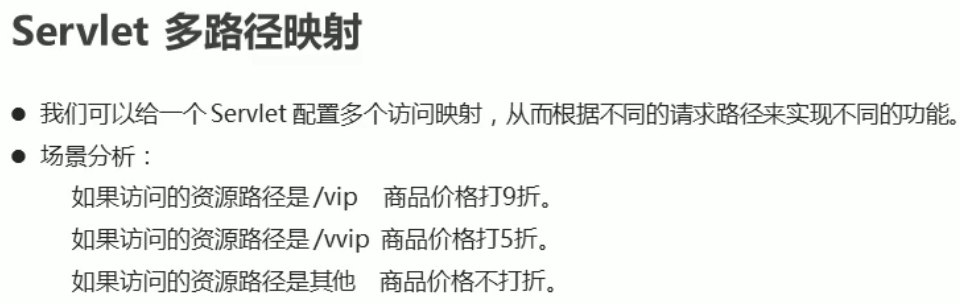 Servlet 多路径映射
● 我们可以给一个 Servlet 配置多个访问映射，从而根据不同的请求路径来实现不同的功能。
● 场景分析：
如果访问的资源路径是 /vip 商品价格打9折。
如果访问的资源路径是 /vvip 商品价格打5折。
如果访问的资源路径是其他 商品价格不打折。